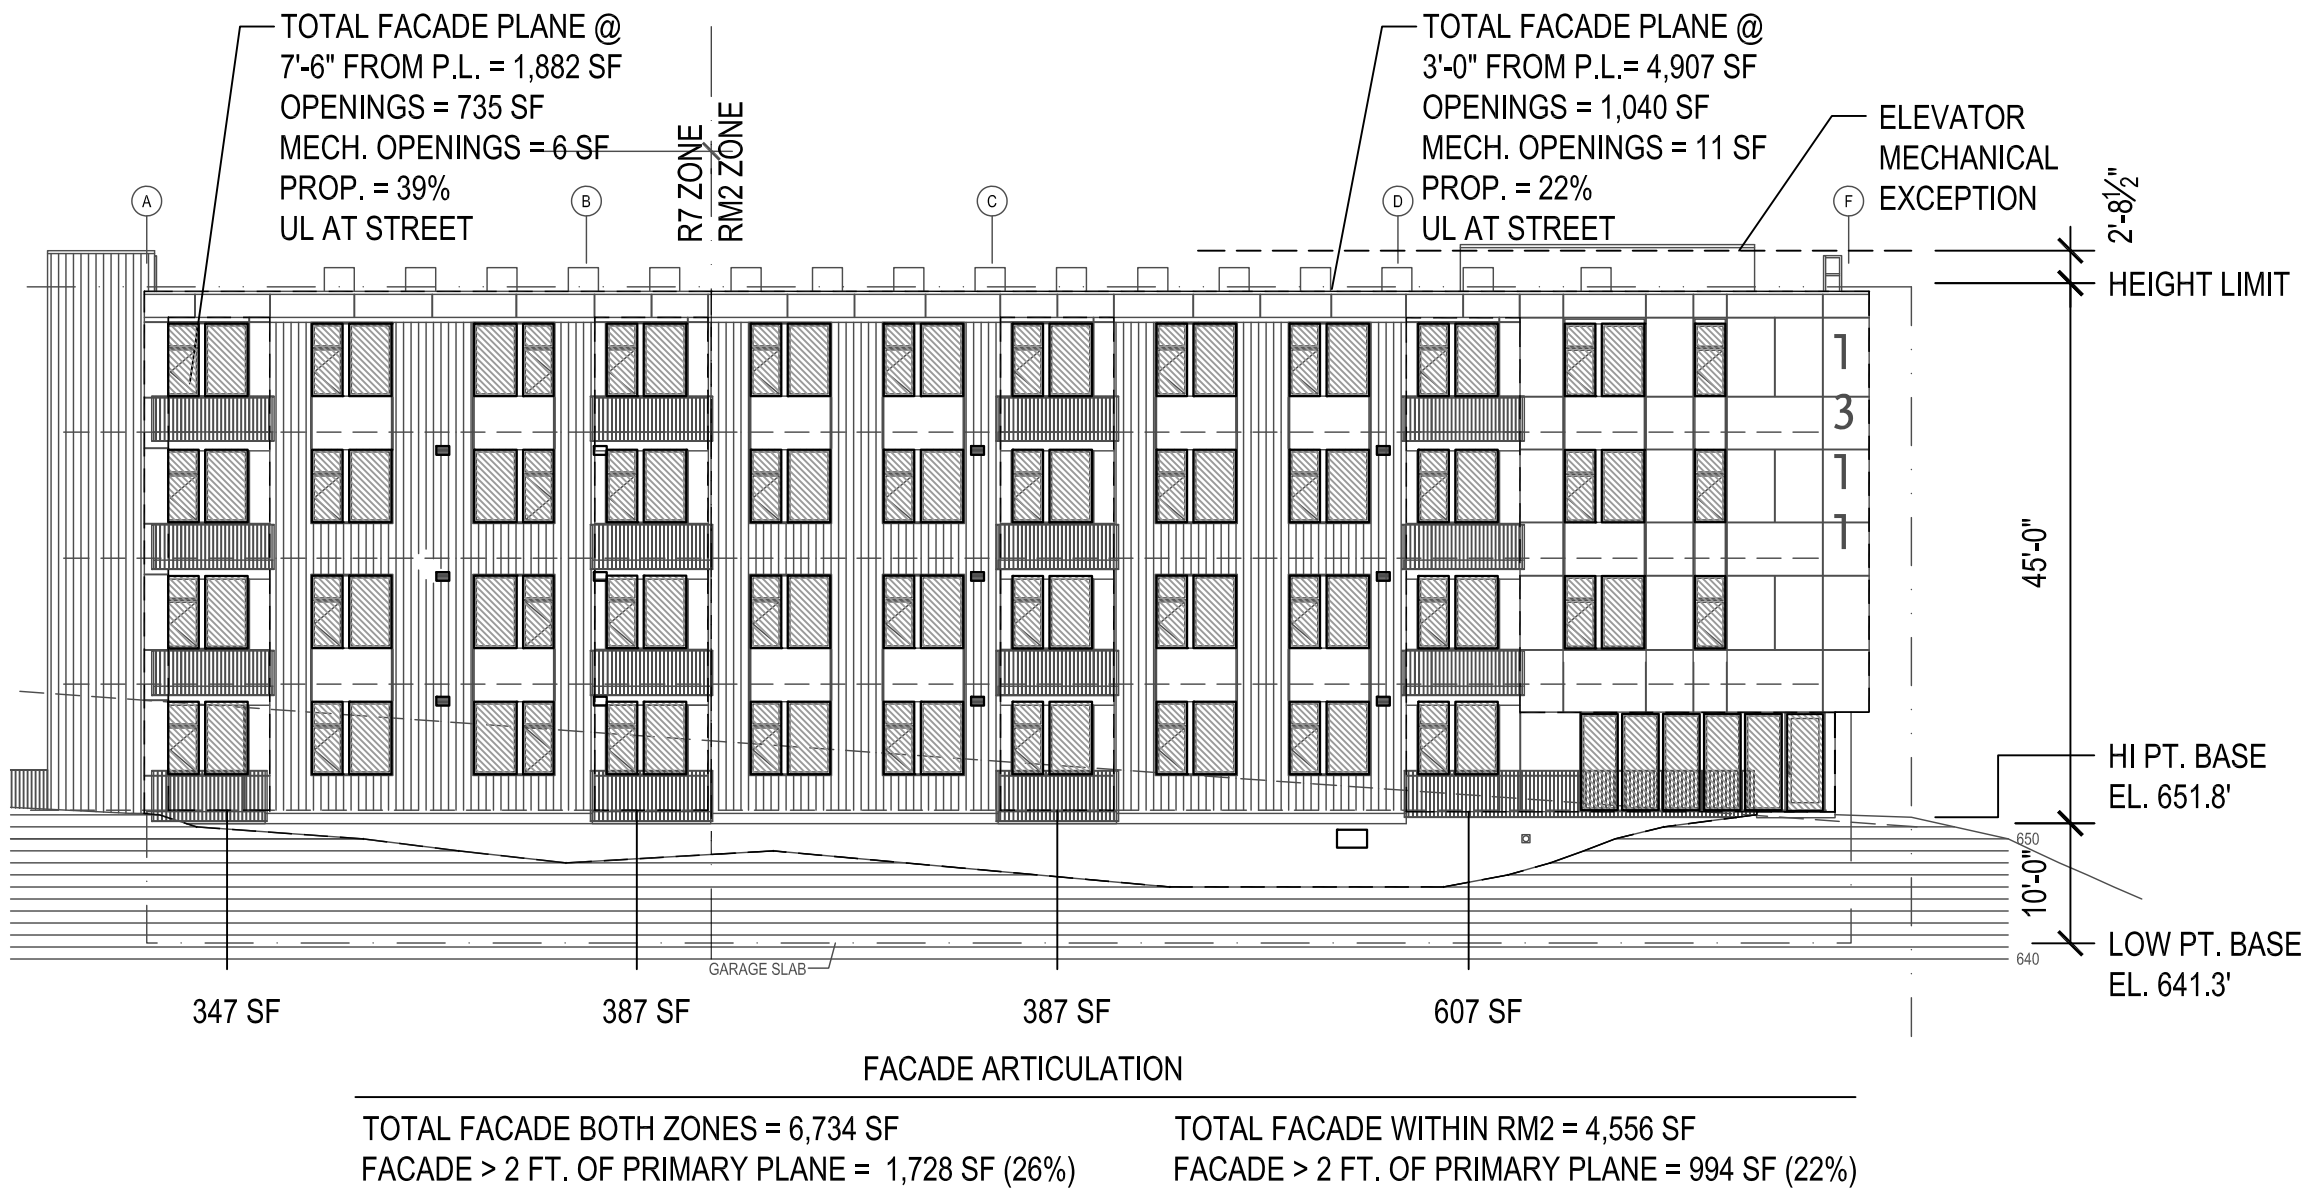 TOTAL FACADE PLANE @
7'-6" FROM P.L. = 1,882 SF
OPENINGS = 735 SF
MECH. OPENINGS = 6 SF
PROP. = 39%
UL AT STREET
R7 ZONE
RM2 ZONE
TOTAL FACADE PLANE @
3'-0" FROM P.L.= 4,907 SF
OPENINGS = 1,040 SF
MECH. OPENINGS = 11 SF
PROP. = 22%
UL AT STREET
ELEVATOR
MECHANICAL
EXCEPTION
A
B
C
D
F
2'-8½"
HEIGHT LIMIT
1
3
1
1
45'-0"
HI PT. BASE
EL. 651.8'
650
10'-0"
LOW PT. BASE
EL. 641.3'
640
GARAGE SLAB
347 SF
387 SF
387 SF
607 SF
FACADE ARTICULATION
TOTAL FACADE BOTH ZONES = 6,734 SF
FACADE > 2 FT. OF PRIMARY PLANE = 1,728 SF (26%)
TOTAL FACADE WITHIN RM2 = 4,556 SF
FACADE > 2 FT. OF PRIMARY PLANE = 994 SF (22%)